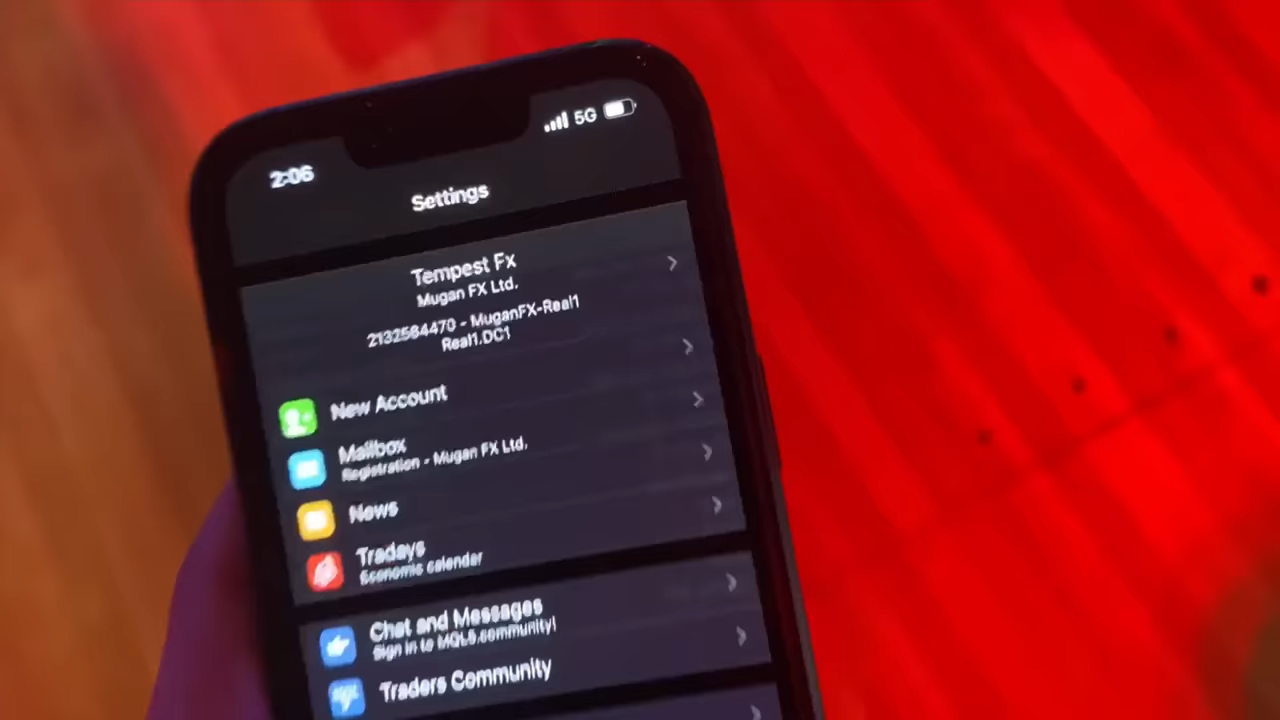 2:06
5G
Settings
Tempest Fx
Mugan FX Ltd.
2132564470 - MuganFX-Real1
Real1.DC1
New Account
Mailbox
Registration - Mugan FX Ltd.
News
Tradays
Economic calendar
Chat and Messages
Sign in to MQL5.community!
Traders Community